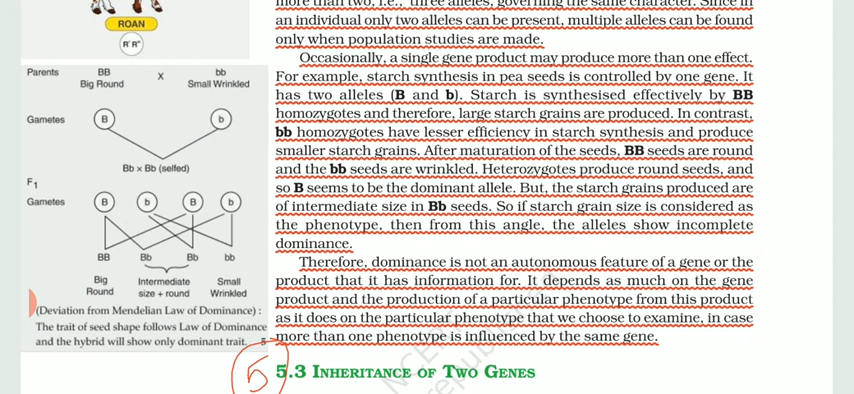 ROAN
R R
Parents
BB
X
bb
Big Round
Small Wrinkled
Gametes
B
b
Bb × Bb (selfed)
F1
Gametes
B
b
B
b
BB
Bb
Bb
bb
Big
Round
Intermediate
size + round
Small
Wrinkled
(Deviation from Mendelian Law of Dominance) :
The trait of seed shape follows Law of Dominance
and the hybrid will show only dominant trait.
more than two, i.e., three alleles, governing the same character. Since in
an individual only two alleles can be present, multiple alleles can be found
only when population studies are made.
Occasionally, a single gene product may produce more than one effect.
For example, starch synthesis in pea seeds is controlled by one gene. It
has two alleles (B and b). Starch is synthesised effectively by BB
homozygotes and therefore, large starch grains are produced. In contrast,
bb homozygotes have lesser efficiency in starch synthesis and produce
smaller starch grains. After maturation of the seeds, BB seeds are round
and the bb seeds are wrinkled. Heterozygotes produce round seeds, and
so B seems to be the dominant allele. But, the starch grains produced are
of intermediate size in Bb seeds. So if starch grain size is considered as
the phenotype, then from this angle, the alleles show incomplete
dominance.
Therefore, dominance is not an autonomous feature of a gene or the
product that it has information for. It depends as much on the gene
product and the production of a particular phenotype from this product
as it does on the particular phenotype that we choose to examine, in case
more than one phenotype is influenced by the same gene.
5
5.3 INHERITANCE OF TWO GENES